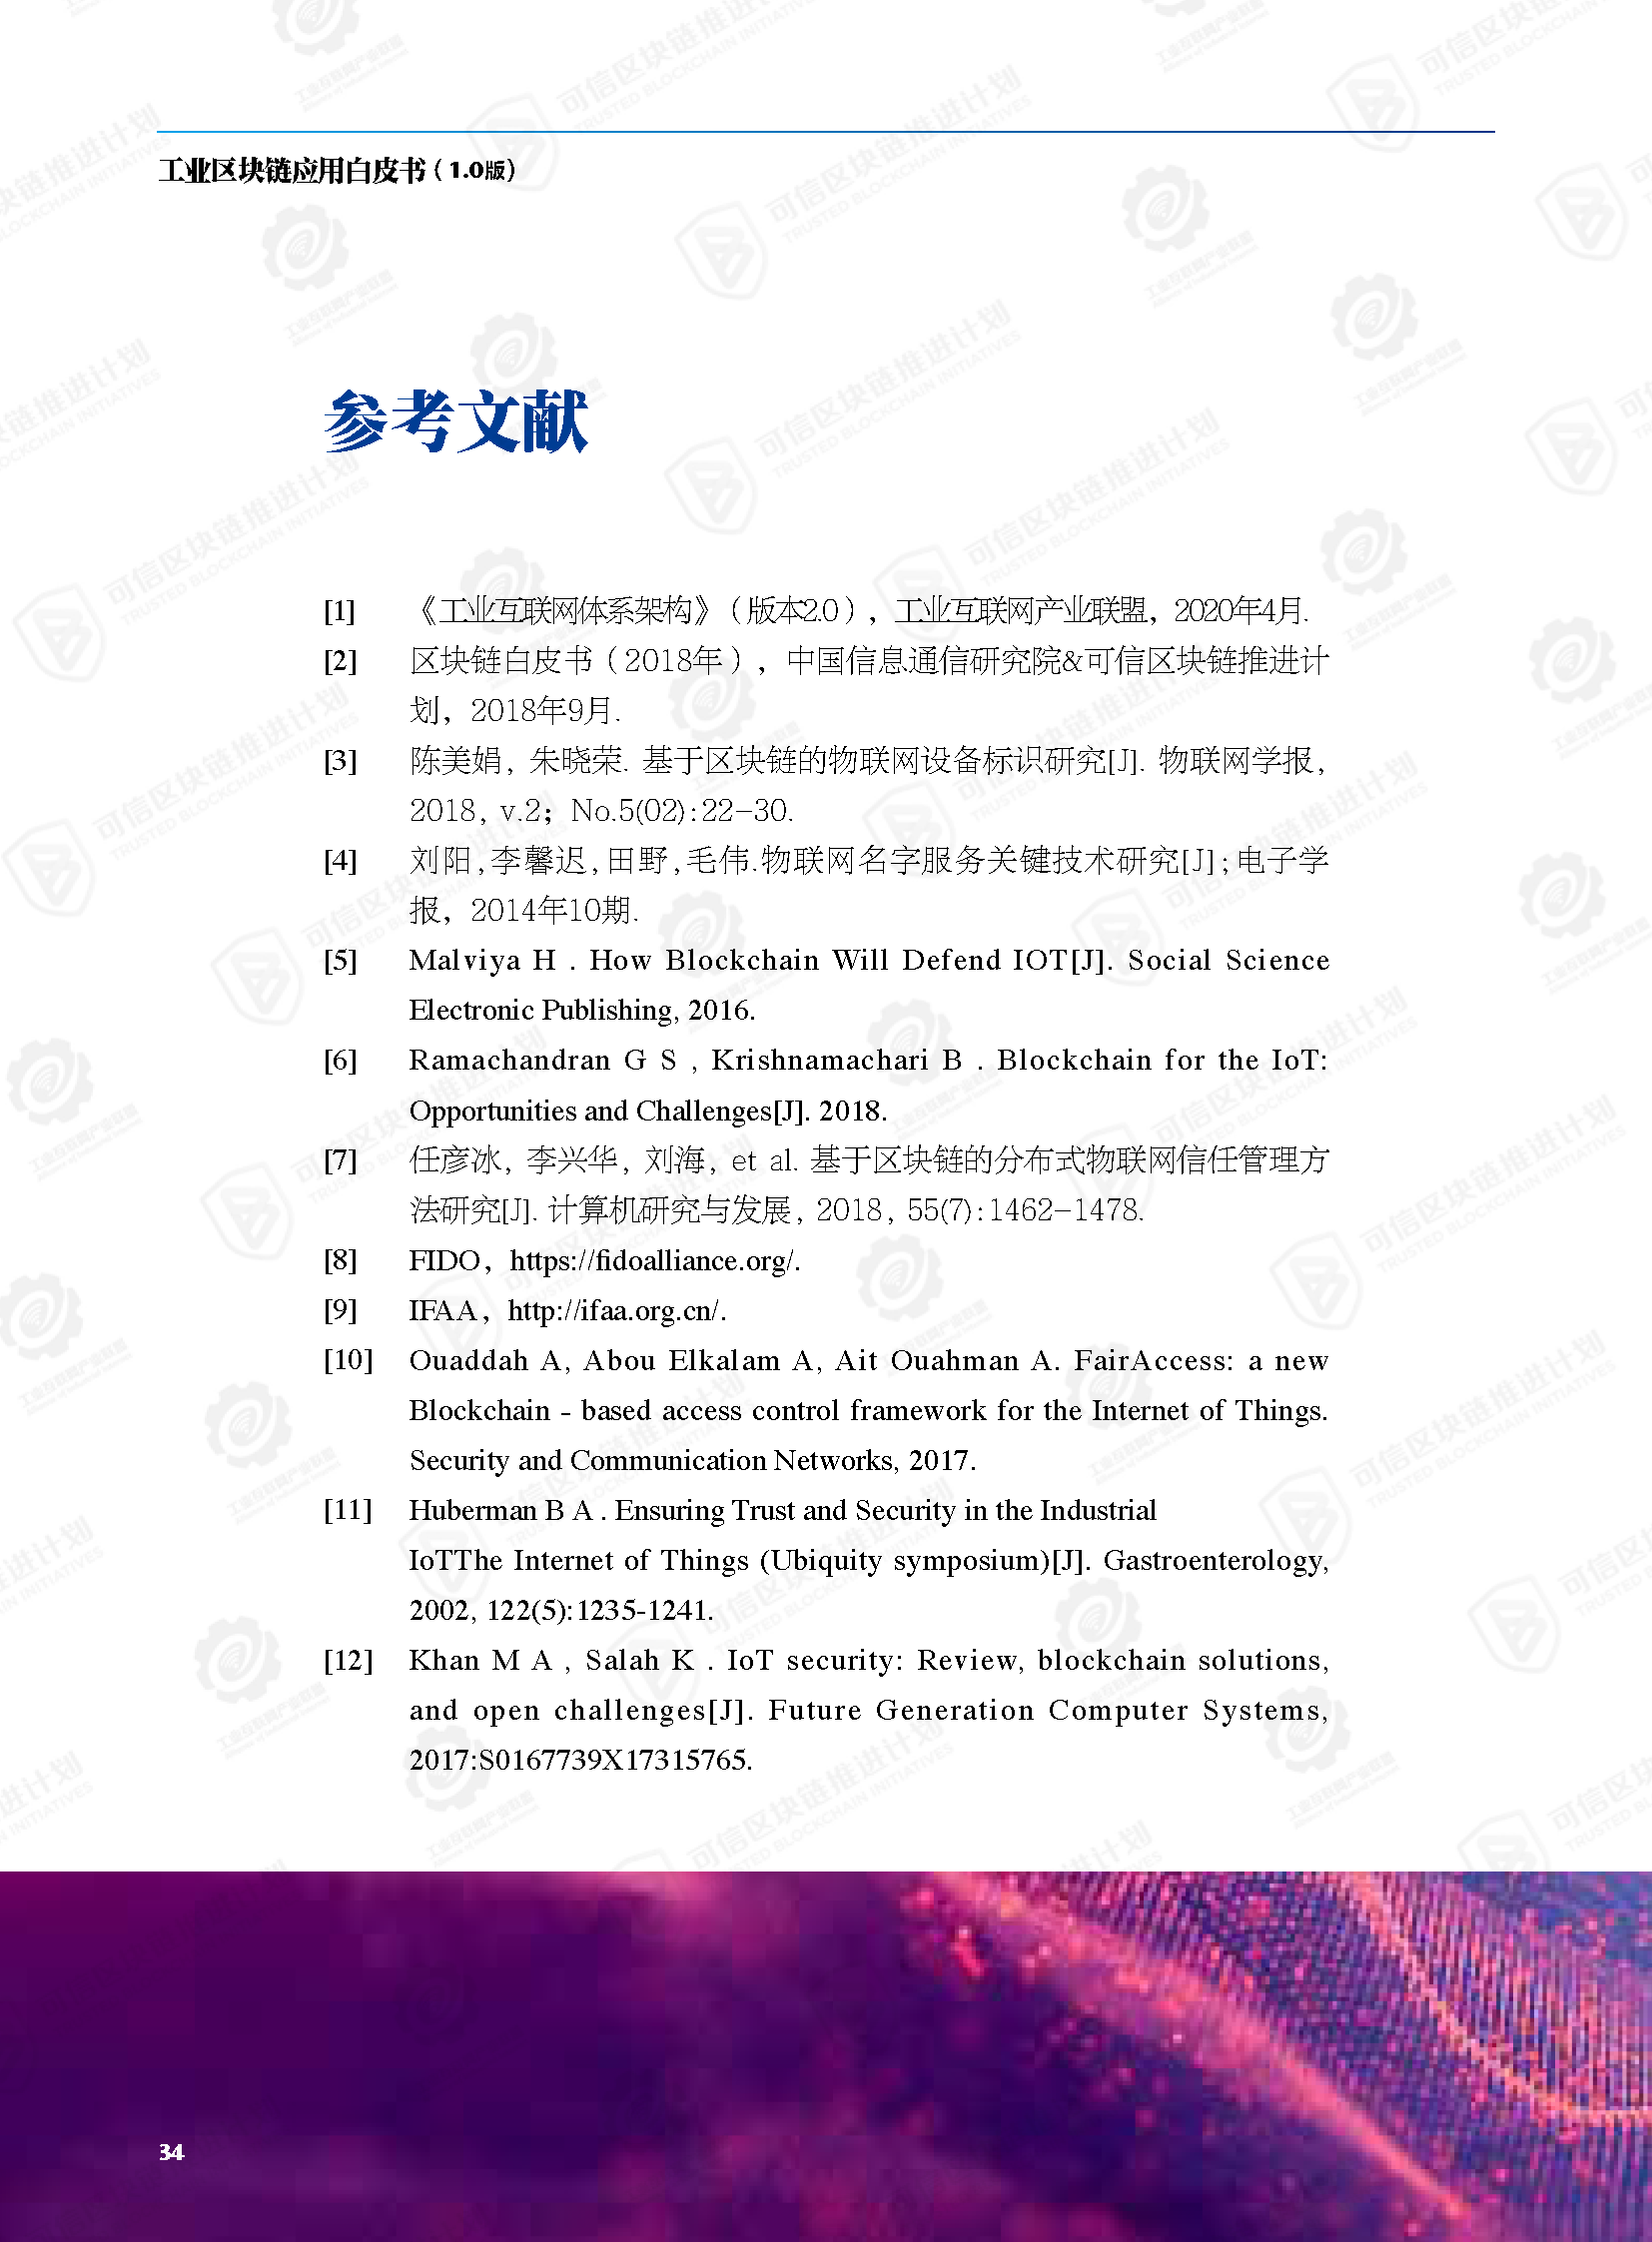 工业区块链应用白皮书（1.0版）
参考文献
[1] 《工业互联网体系架构》（版本2.0），工业互联网产业联盟，2020年4月.
[2] 区块链白皮书（2018年），中国信息通信研究院&可信区块链推进计
划，2018年9月.
[3] 陈美娟, 朱晓荣. 基于区块链的物联网设备标识研究[J]. 物联网学报,
2018, v.2；No.5(02):22-30.
[4] 刘阳,李馨迟,田野,毛伟.物联网名字服务关键技术研究[J];电子学
报，2014年10期.
[5] Malviya H . How Blockchain Will Defend IOT[J]. Social Science
Electronic Publishing, 2016.
[6] Ramachandran G S , Krishnamachari B . Blockchain for the IoT:
Opportunities and Challenges[J]. 2018.
[7] 任彦冰, 李兴华, 刘海, et al. 基于区块链的分布式物联网信任管理方
法研究[J]. 计算机研究与发展, 2018, 55(7):1462-1478.
[8] FIDO，https://fidoalliance.org/.
[9] IFAA，http://ifaa.org.cn/.
[10] Ouaddah A, Abou Elkalam A, Ait Ouahman A. FairAccess: a new
Blockchain - based access control framework for the Internet of Things.
Security and Communication Networks, 2017.
[11] Huberman B A . Ensuring Trust and Security in the Industrial
IoTThe Internet of Things (Ubiquity symposium)[J]. Gastroenterology,
2002, 122(5):1235-1241.
[12] Khan M A , Salah K . IoT security: Review, blockchain solutions,
and open challenges[J]. Future Generation Computer Systems,
2017:S0167739X17315765.
34